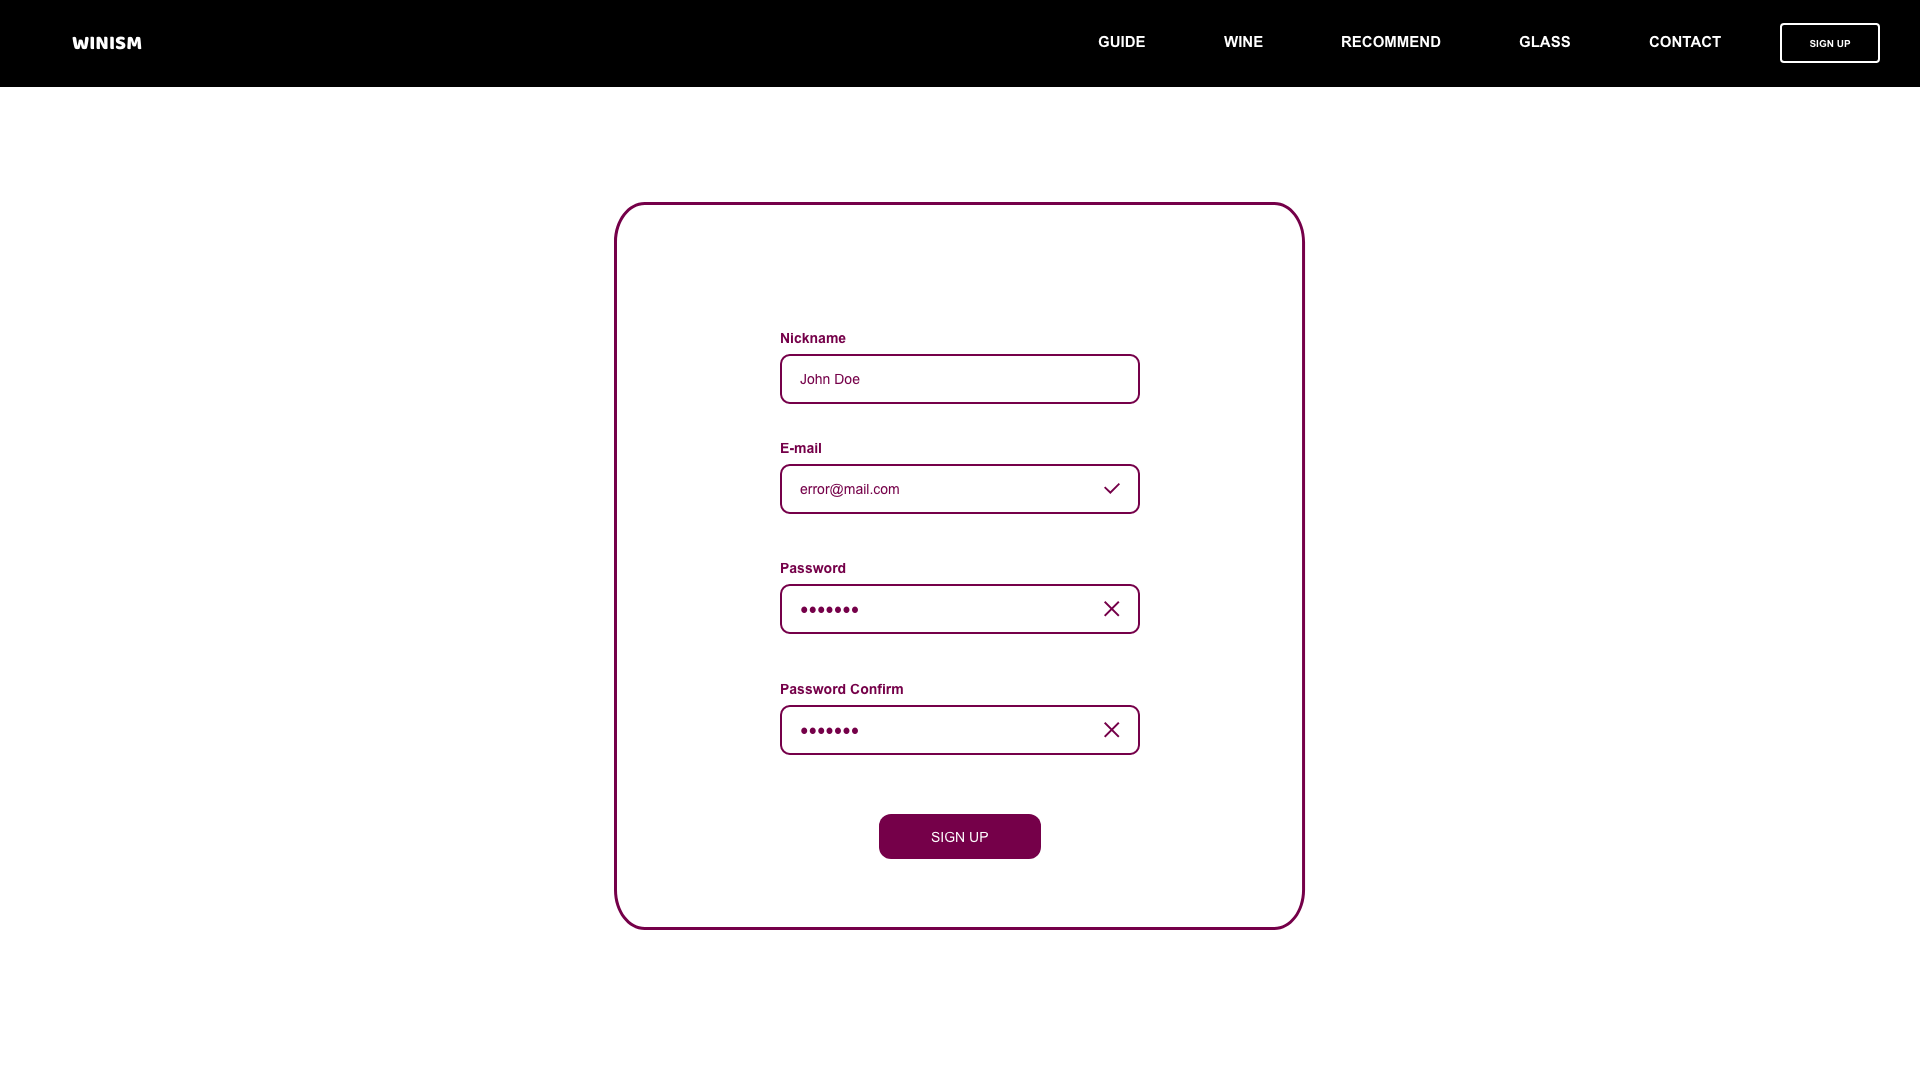 WINISM
GUIDE
WINE
RECOMMEND
GLASS
CONTACT
SIGN UP
Nickname
John Doe
E-mail
error@mail.com
Password
•••••••
Password Confirm
•••••••
SIGN UP